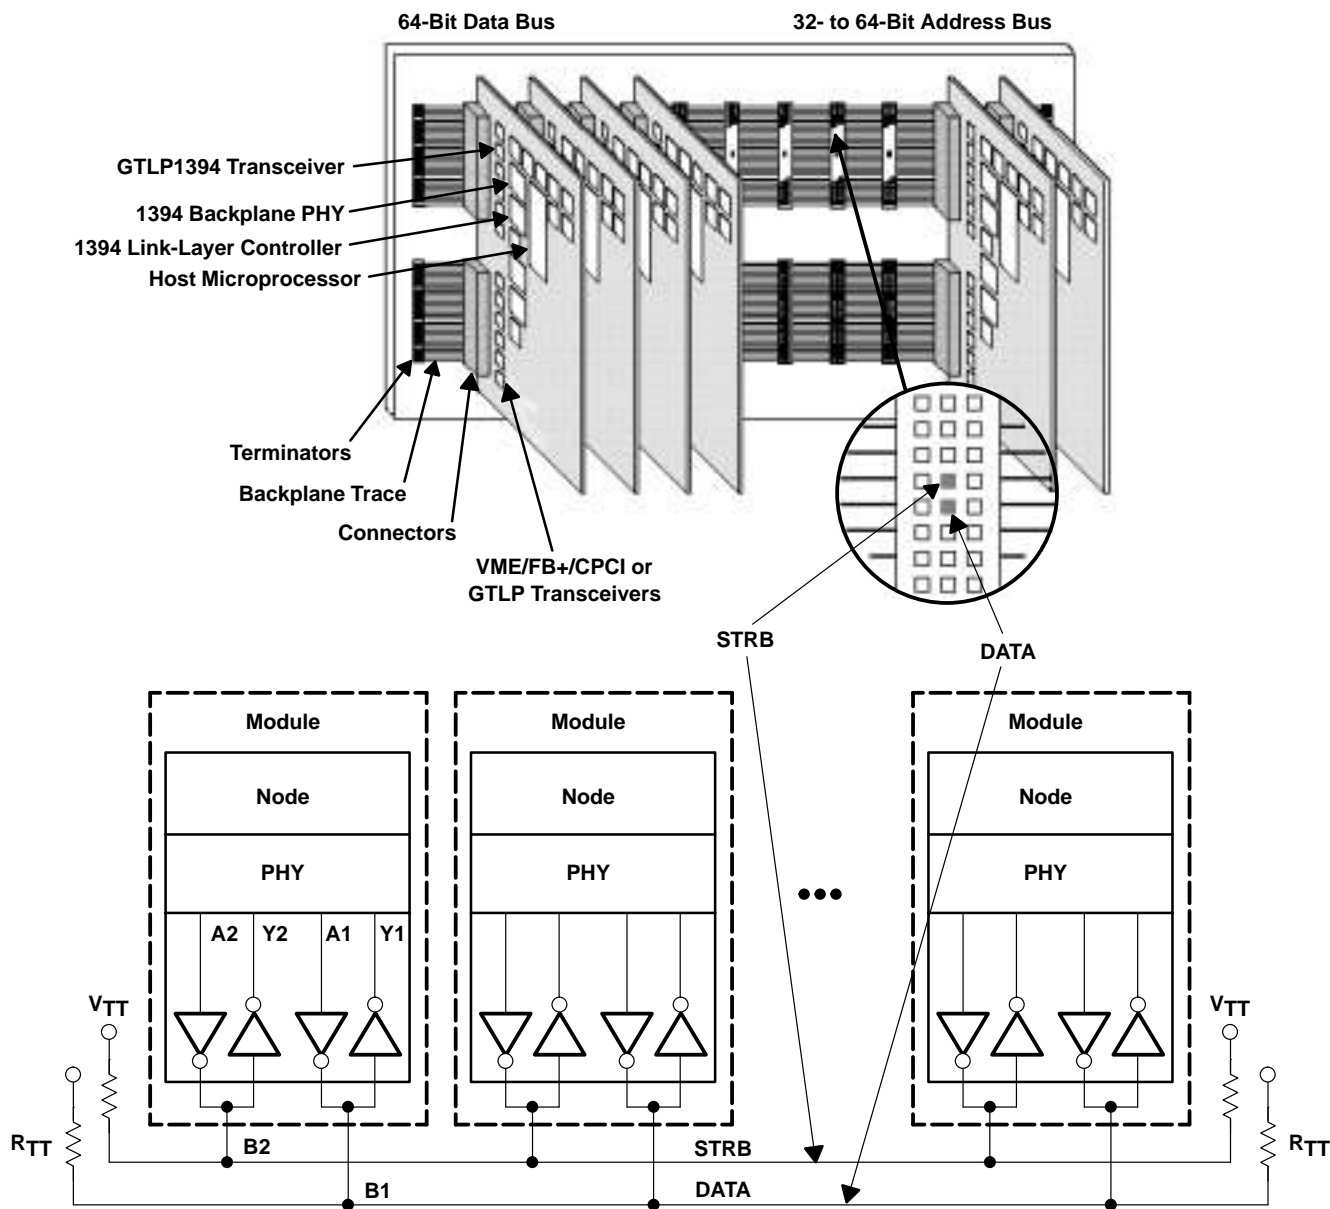 64-Bit Data Bus
32- to 64-Bit Address Bus
GTLP1394 Transceiver
1394 Backplane PHY
1394 Link-Layer Controller
Host Microprocessor
Terminators
Backplane Trace
Connectors
VME/FB+/CPCI or
GTLP Transceivers
STRB
DATA
Module
Module
Module
Node
Node
Node
PHY
PHY
PHY
A2
Y2
A1
Y1
VTT
VTT
RTT
RTT
B2
STRB
B1
DATA